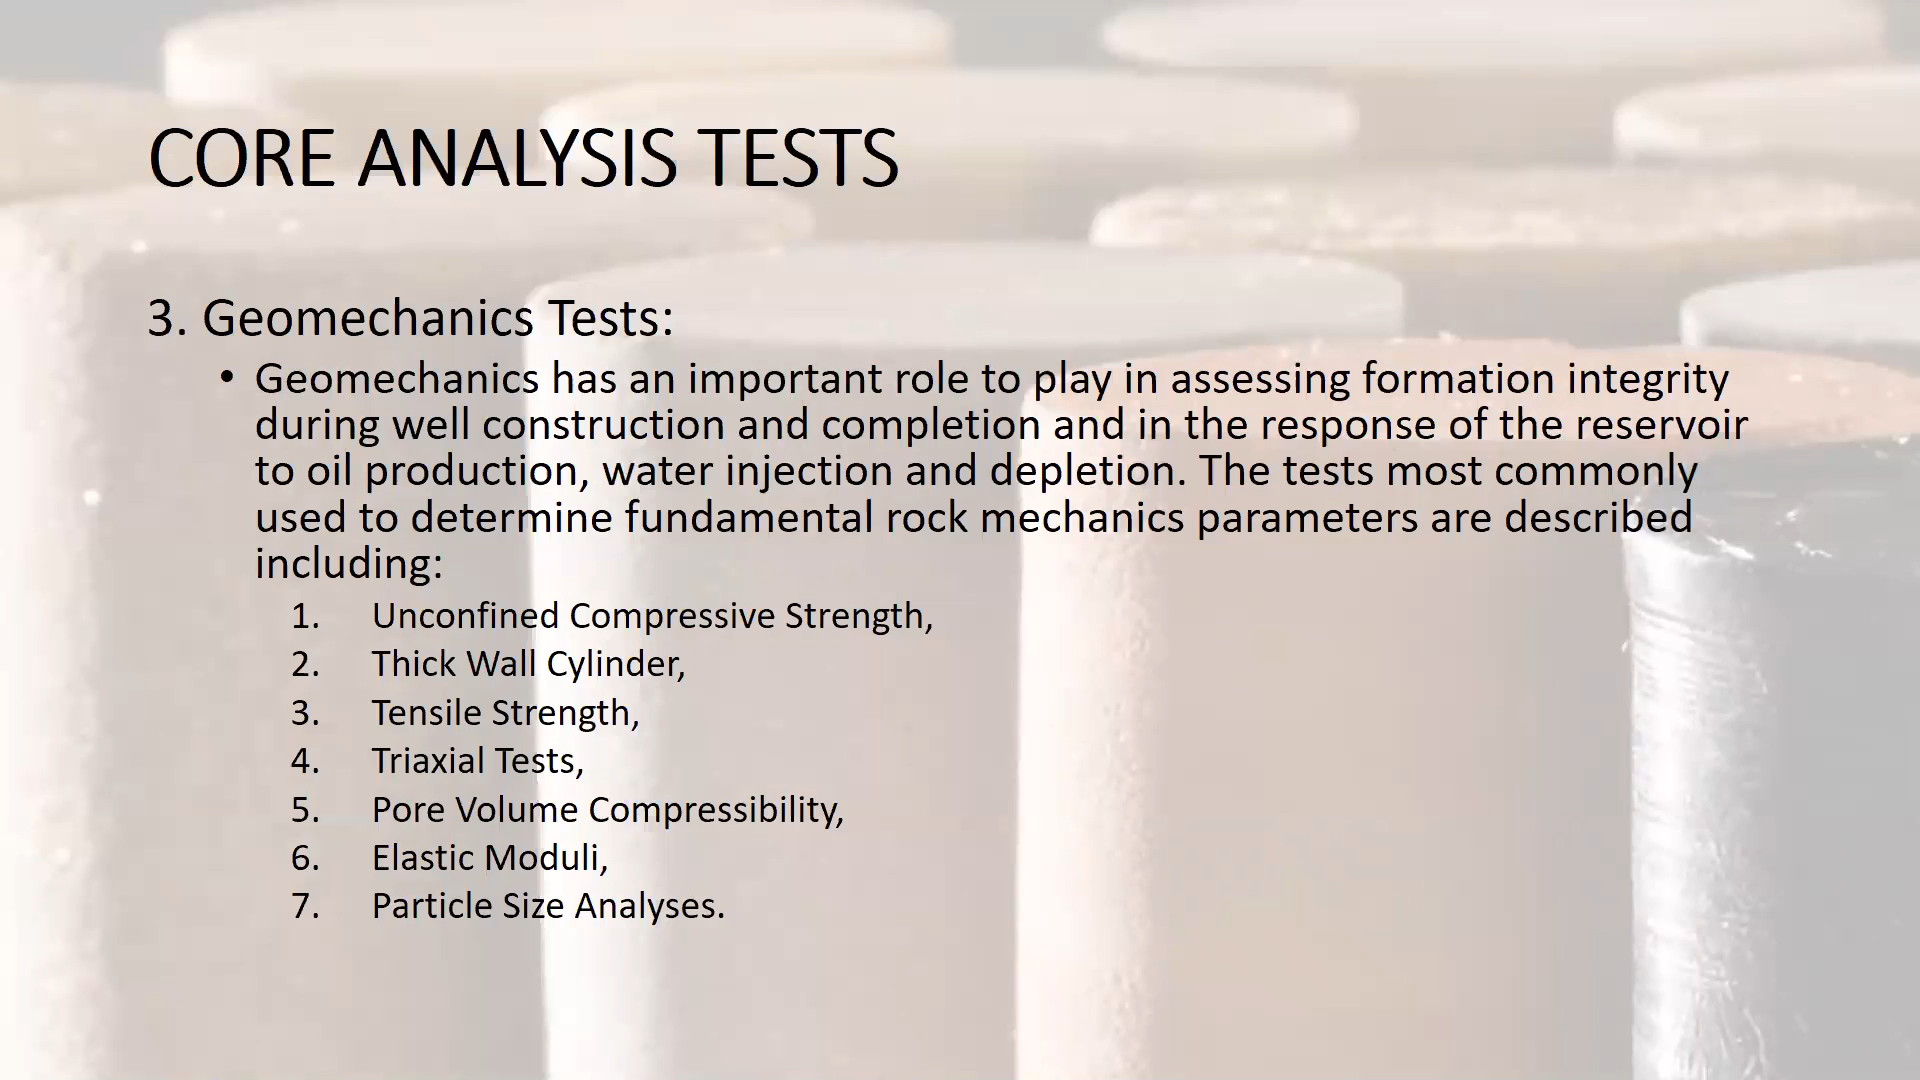 CORE ANALYSIS TESTS
3. Geomechanics Tests:
• Geomechanics has an important role to play in assessing formation integrity
during well construction and completion and in the response of the reservoir
to oil production, water injection and depletion. The tests most commonly
used to determine fundamental rock mechanics parameters are described
including:
1. Unconfined Compressive Strength,
2. Thick Wall Cylinder,
3. Tensile Strength,
4. Triaxial Tests,
5. Pore Volume Compressibility,
6. Elastic Moduli,
7. Particle Size Analyses.